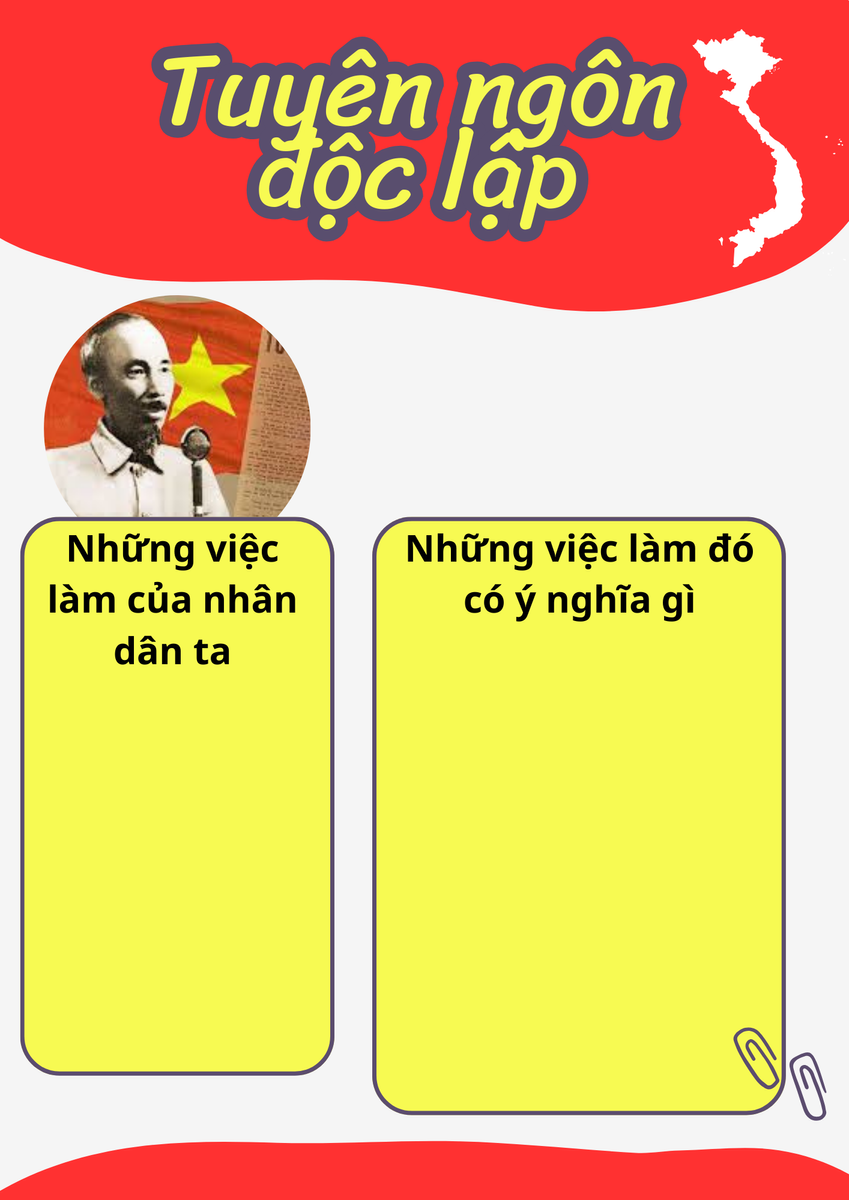 Tuyên ngôn
độc lập
Những việc
làm của nhân
dân ta
Những việc làm đó
có ý nghĩa gì